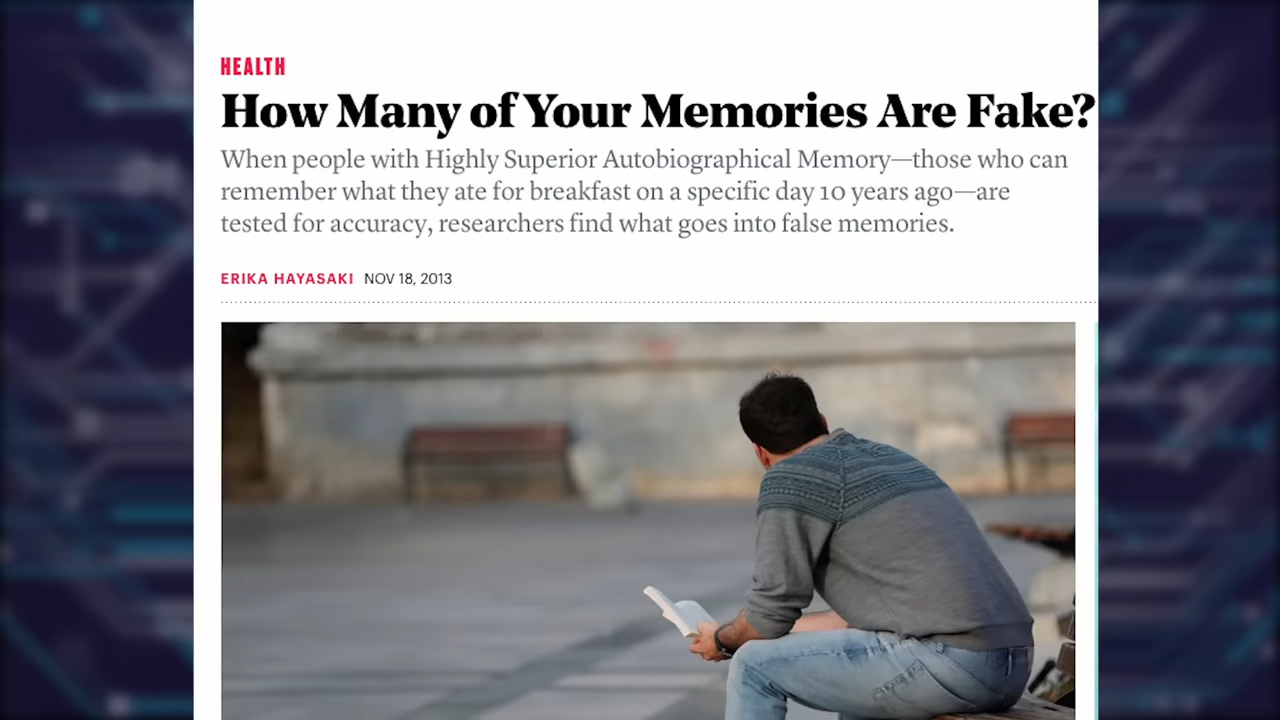 HEALTH
How Many of Your Memories Are Fake?
When people with Highly Superior Autobiographical Memory—those who can
remember what they ate for breakfast on a specific day 10 years ago—are
tested for accuracy, researchers find what goes into false memories.
ERIKA HAYASAKI NOV 18, 2013